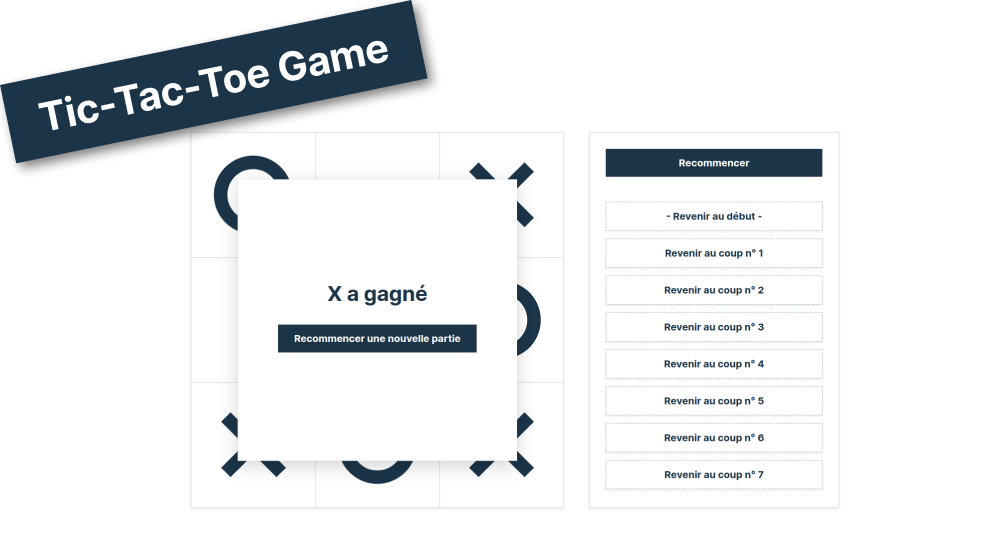 Tic-Tac-Toe Game
X a gagné
Recommencer une nouvelle partie
Recommencer
- Revenir au début -
Revenir au coup n° 1
Revenir au coup n° 2
Revenir au coup n° 3
Revenir au coup n° 4
Revenir au coup n° 5
Revenir au coup n° 6
Revenir au coup n° 7